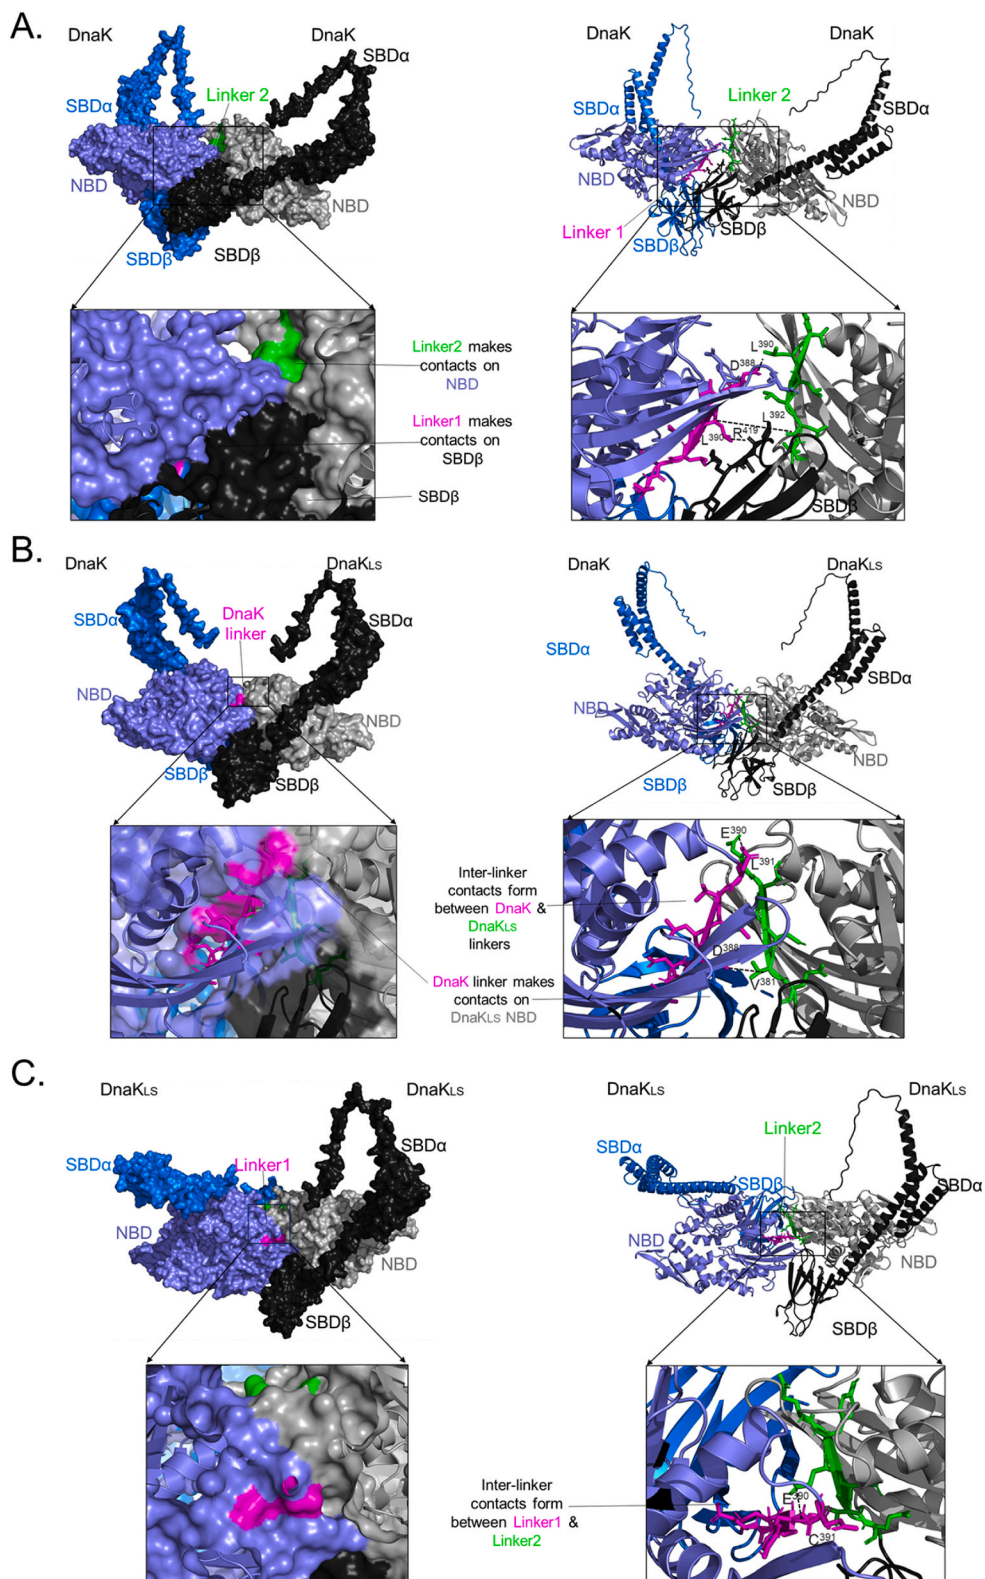 A.
DnaK
DnaK
SBDα
SBDα
Linker 2
NBD
NBD
SBDβ
SBDβ
DnaK
DnaK
Linker 2
SBDα
SBDα
NBD
NBD
Linker 1
SBDβ
SBDβ
Linker2 makes
contacts on
NBD
Linker1 makes
contacts on
SBDβ
SBDβ
L390
D388
L392
R419
L390
SBDβ
B.
DnaK
DnaKLS
SBDα
DnaK
linker
SBDα
NBD
NBD
SBDβ
SBDβ
DnaK
DnaKLS
SBDα
SBDα
NBD
NBD
SBDβ
SBDβ
Inter-linker
contacts form
between DnaK &
DnaKLS
linkers
DnaK linker makes
contacts on
DnaKLS NBD
E390
L391
D388
V381
C.
DnaKLS
DnaKLS
SBDα
Linker1
SBDα
NBD
NBD
SBDβ
DnaKLS
DnaKLS
Linker2
SBDα
SBDβ
SBDα
NBD
NBD
SBDβ
Inter-linker
contacts form
between Linker1 &
Linker2
E390
C391